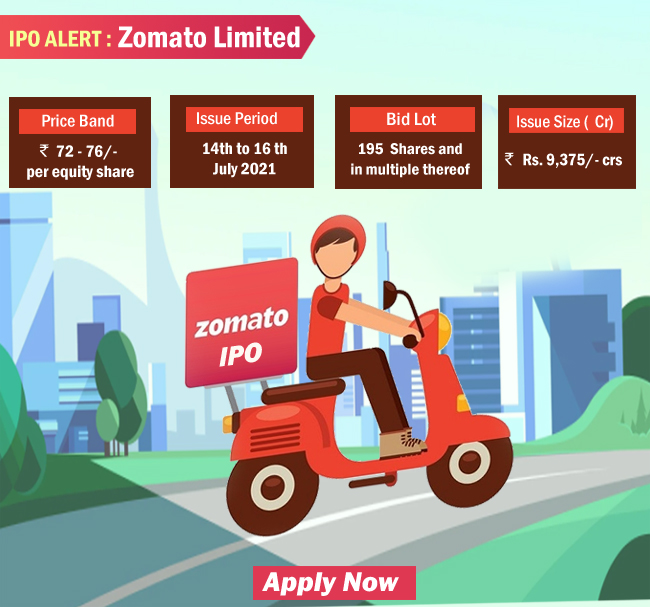 IPO ALERT : Zomato Limited
Price Band
₹ 72 - 76/-
per equity share
Issue Period
14th to 16 th
July 2021
Bid Lot
195 Shares and
in multiple thereof
Issue Size ( Cr)
₹ Rs. 9,375/- crs
zomato
IPO
Apply Now